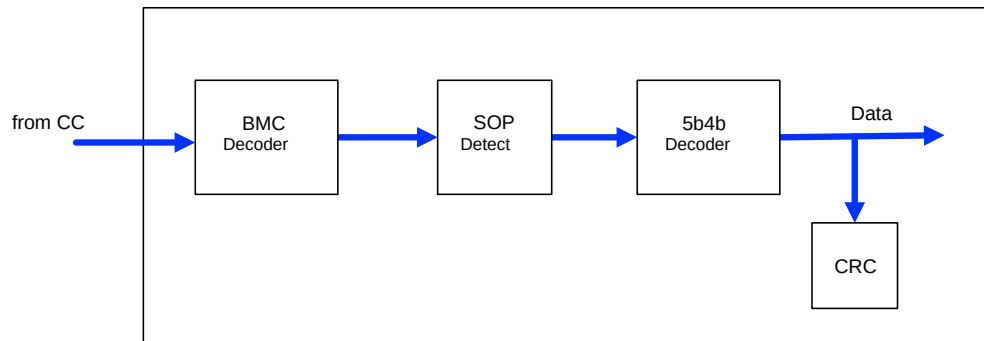 from CC
BMC
Decoder
SOP
Detect
5b4b
Decoder
Data
CRC